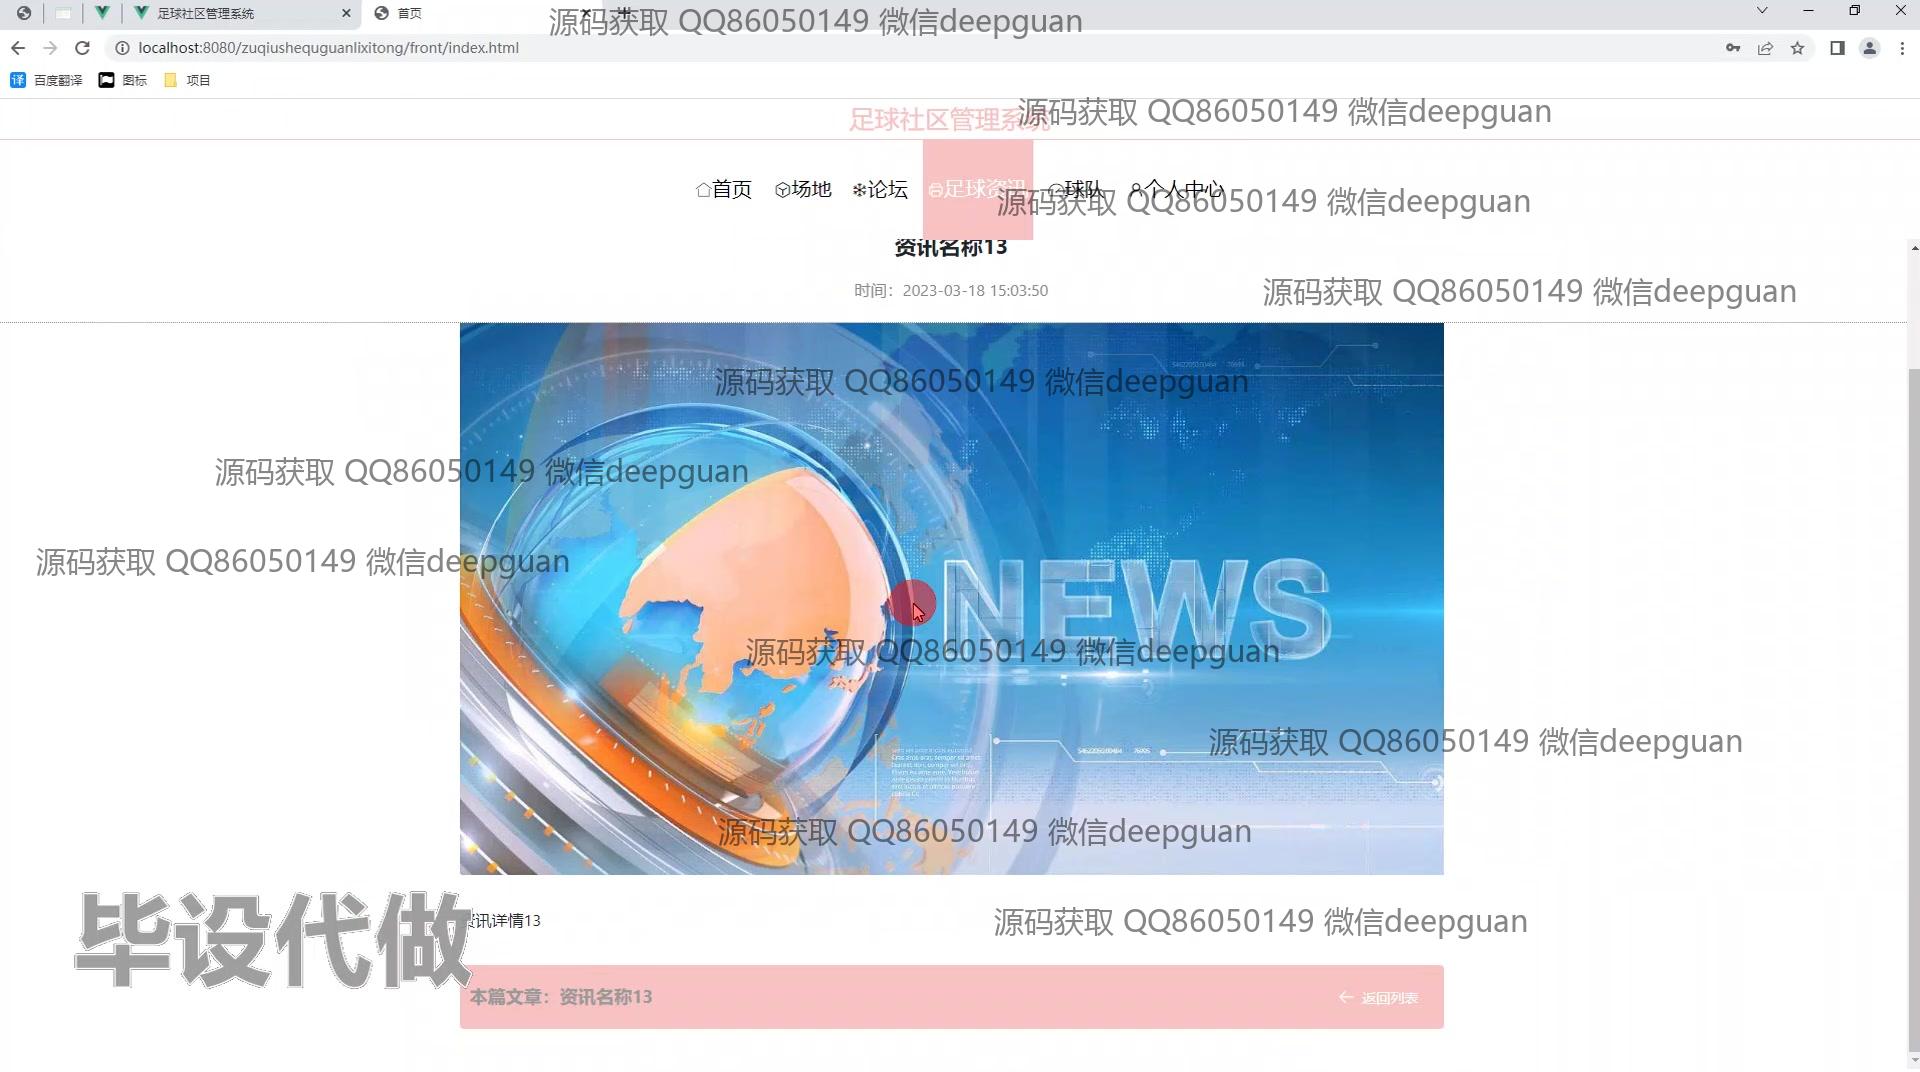 足球社区管理系统
首页
源码获取 QQ86050149 微信deepguan
localhost:8080/zuqiushequguanlixitong/front/index.html
译 百度翻译 图标 项目
足球社区管理系统
源码获取 QQ86050149 微信deepguan
首页 场地 论坛 足球资讯 球队 个人中心
源码获取 QQ86050149 微信deepguan
资讯名称13
时间：2023-03-18 15:03:50
源码获取 QQ86050149 微信deepguan
源码获取 QQ86050149 微信deepguan
源码获取 QQ86050149 微信deepguan
源码获取 QQ86050149 微信deepguan
NEWS
源码获取 QQ86050149 微信deepguan
源码获取 QQ86050149 微信deepguan
源码获取 QQ86050149 微信deepguan
毕设代做
资讯详情13
源码获取 QQ86050149 微信deepguan
本篇文章：资讯名称13
返回列表